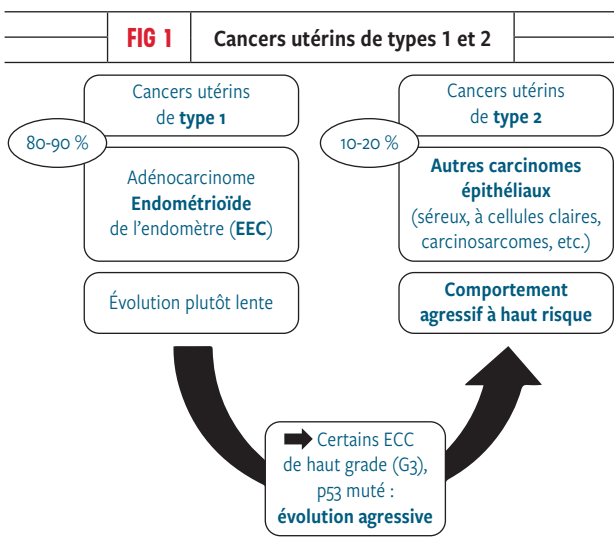 FIG 1 Cancers utérins de types 1 et 2
Cancers utérins
de type 1
80-90 %
Adénocarcinome
Endométrioïde
de l'endomètre (EEC)
Évolution plutôt lente
Cancers utérins
de type 2
10-20 %
Autres carcinomes
épithéliaux
(séreux, à cellules claires,
carcinosarcomes, etc.)
Comportement
agressif à haut risque
Certains ECC
de haut grade (G3),
p53 muté :
évolution agressive